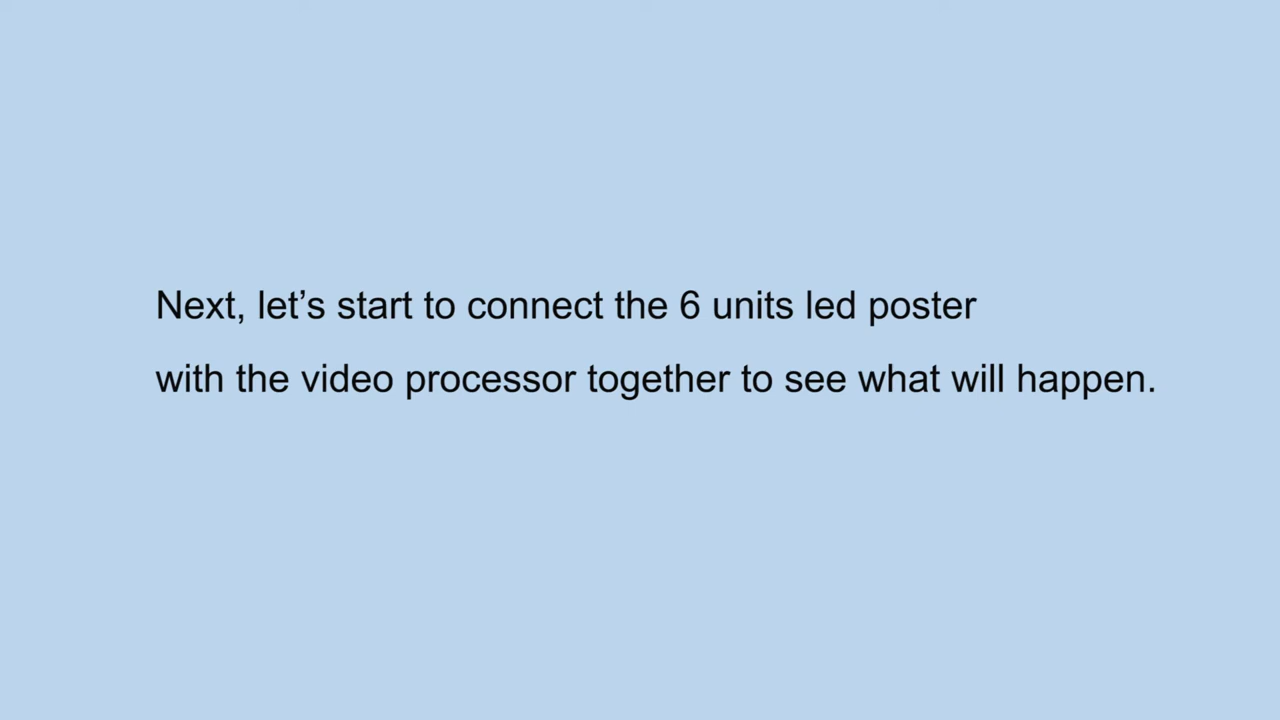 Next, let’s start to connect the 6 units led poster
with the video processor together to see what will happen.